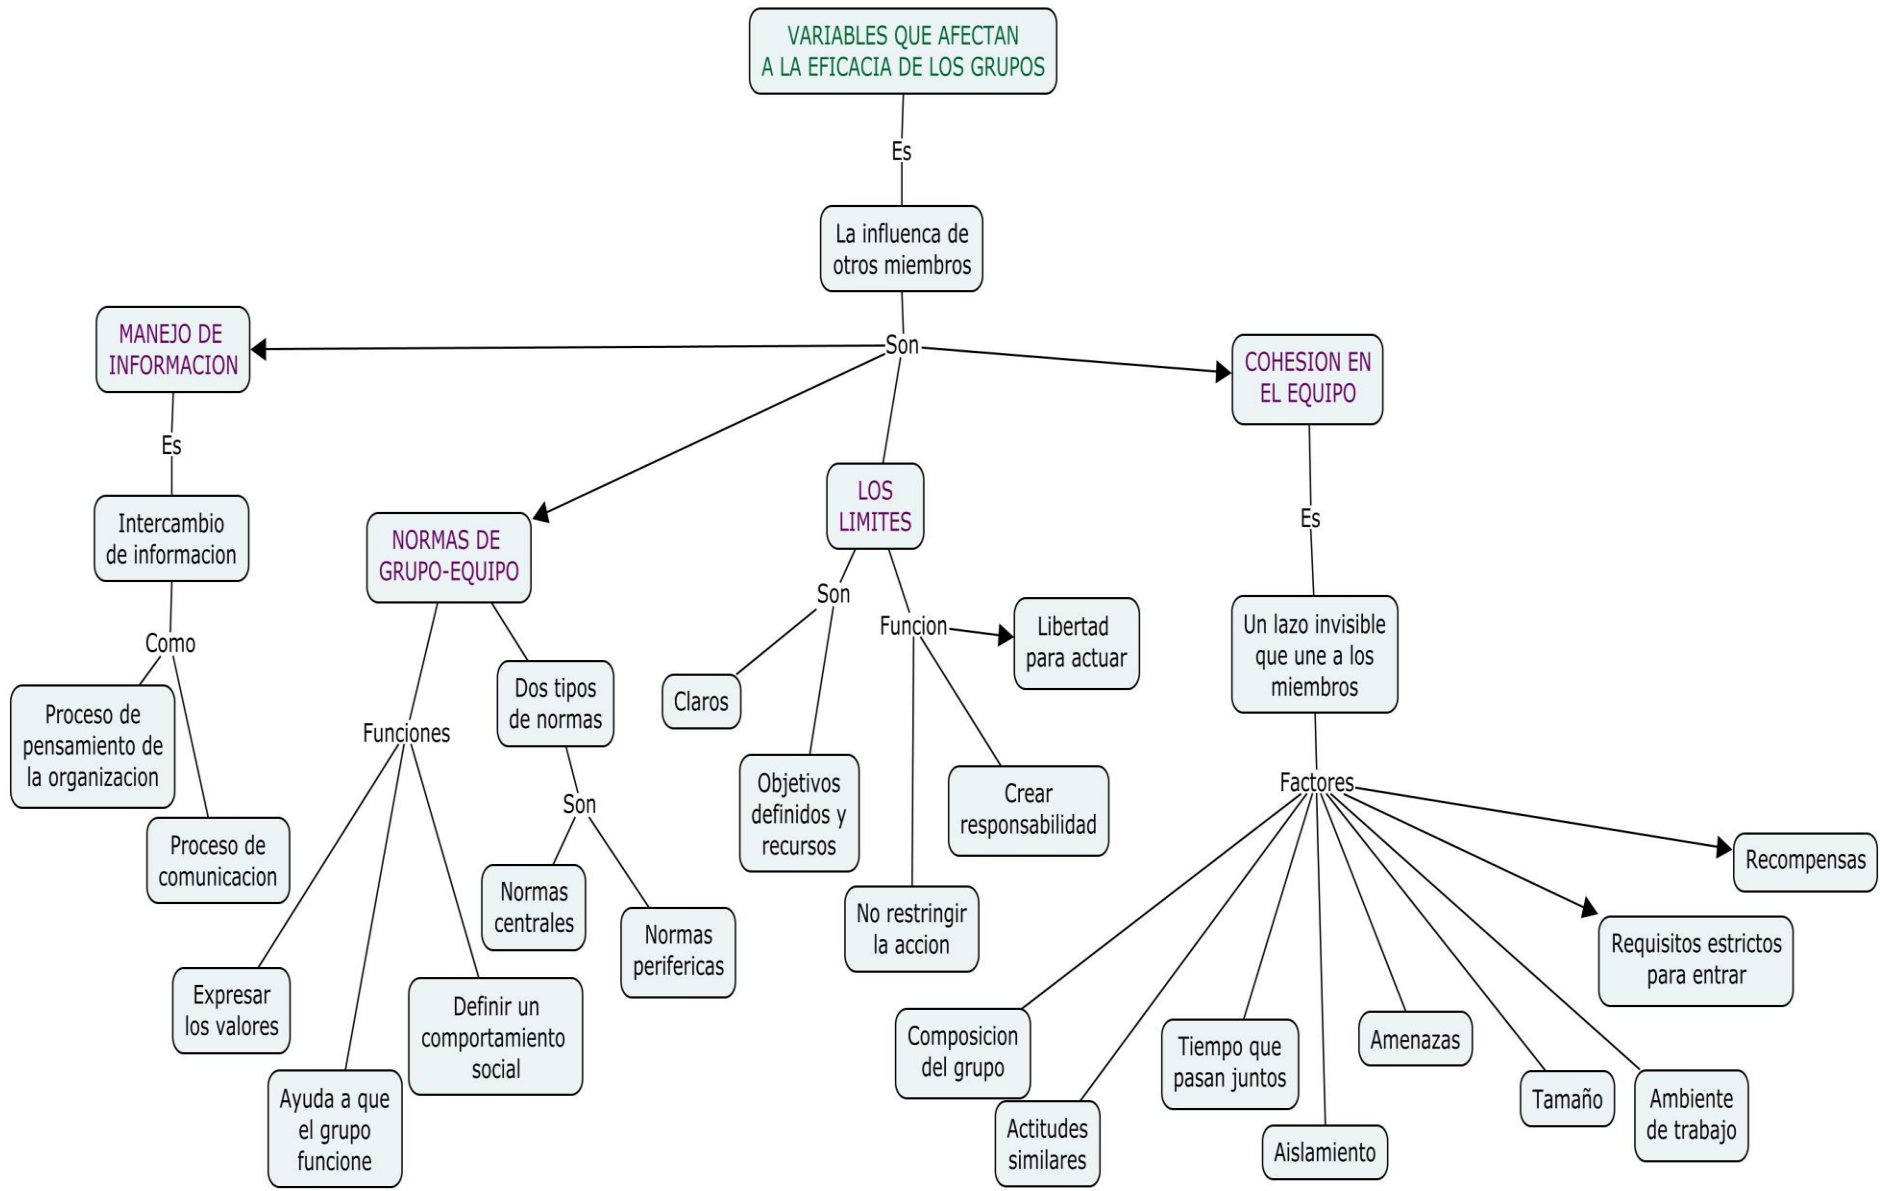 VARIABLES QUE AFECTAN
A LA EFICACIA DE LOS GRUPOS
Es
La influenca de
otros miembros
Son
MANEJO DE
INFORMACION
Es
Intercambio
de informacion
Como
Proceso de
pensamiento de
la organizacion
Proceso de
comunicacion
NORMAS DE
GRUPO-EQUIPO
Funciones
Expresar
los valores
Ayuda a que
el grupo
funcione
Definir un
comportamiento
social
Dos tipos
de normas
Son
Normas
centrales
Normas
perifericas
LOS
LIMITES
Son
Claros
Objetivos
definidos y
recursos
Funcion
No restringir
la accion
Crear
responsabilidad
Libertad
para actuar
COHESION EN
EL EQUIPO
Es
Un lazo invisible
que une a los
miembros
Factores
Composicion
del grupo
Actitudes
similares
Tiempo que
pasan juntos
Aislamiento
Amenazas
Tamaño
Ambiente
de trabajo
Requisitos estrictos
para entrar
Recompensas